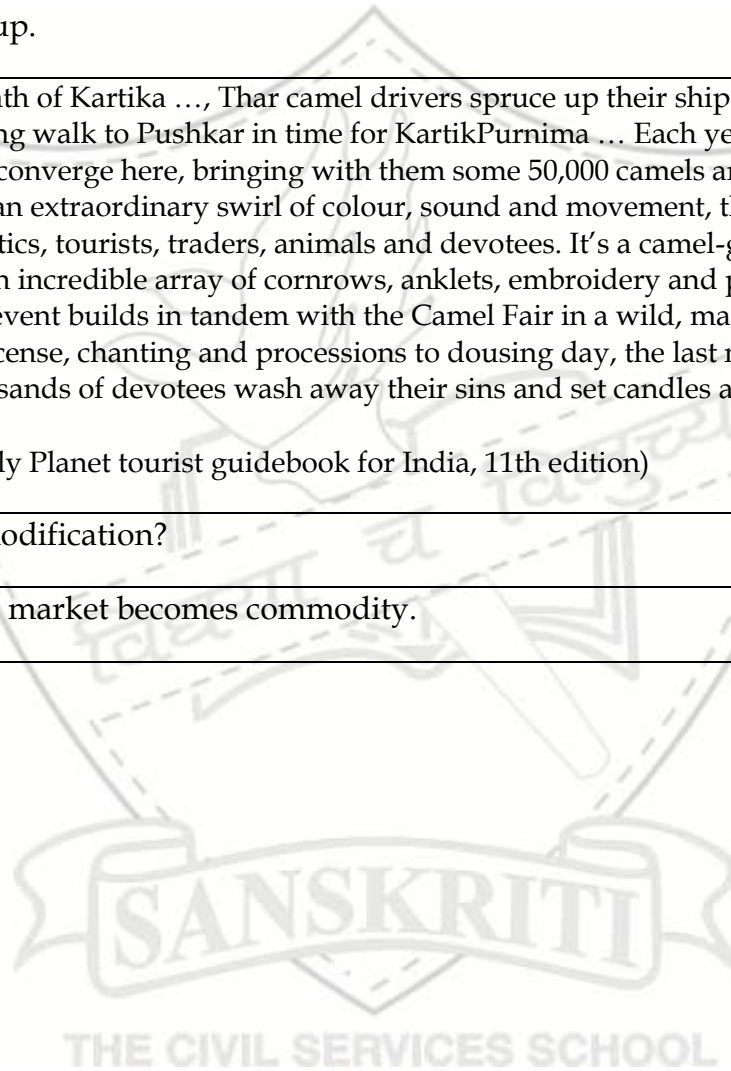 up.
nth of Kartika …, Thar camel drivers spruce up their ship
ng walk to Pushkar in time for KartikPurnima … Each ye
converge here, bringing with them some 50,000 camels a
an extraordinary swirl of colour, sound and movement, t
tics, tourists, traders, animals and devotees. It's a camel-g
n incredible array of cornrows, anklets, embroidery and p
event builds in tandem with the Camel Fair in a wild, ma
cense, chanting and processions to dousing day, the last
sands of devotees wash away their sins and set candles a
ly Planet tourist guidebook for India, 11th edition)
odification?
market becomes commodity.
SANSKRITI
THE CIVIL SERVICES SCHOOL